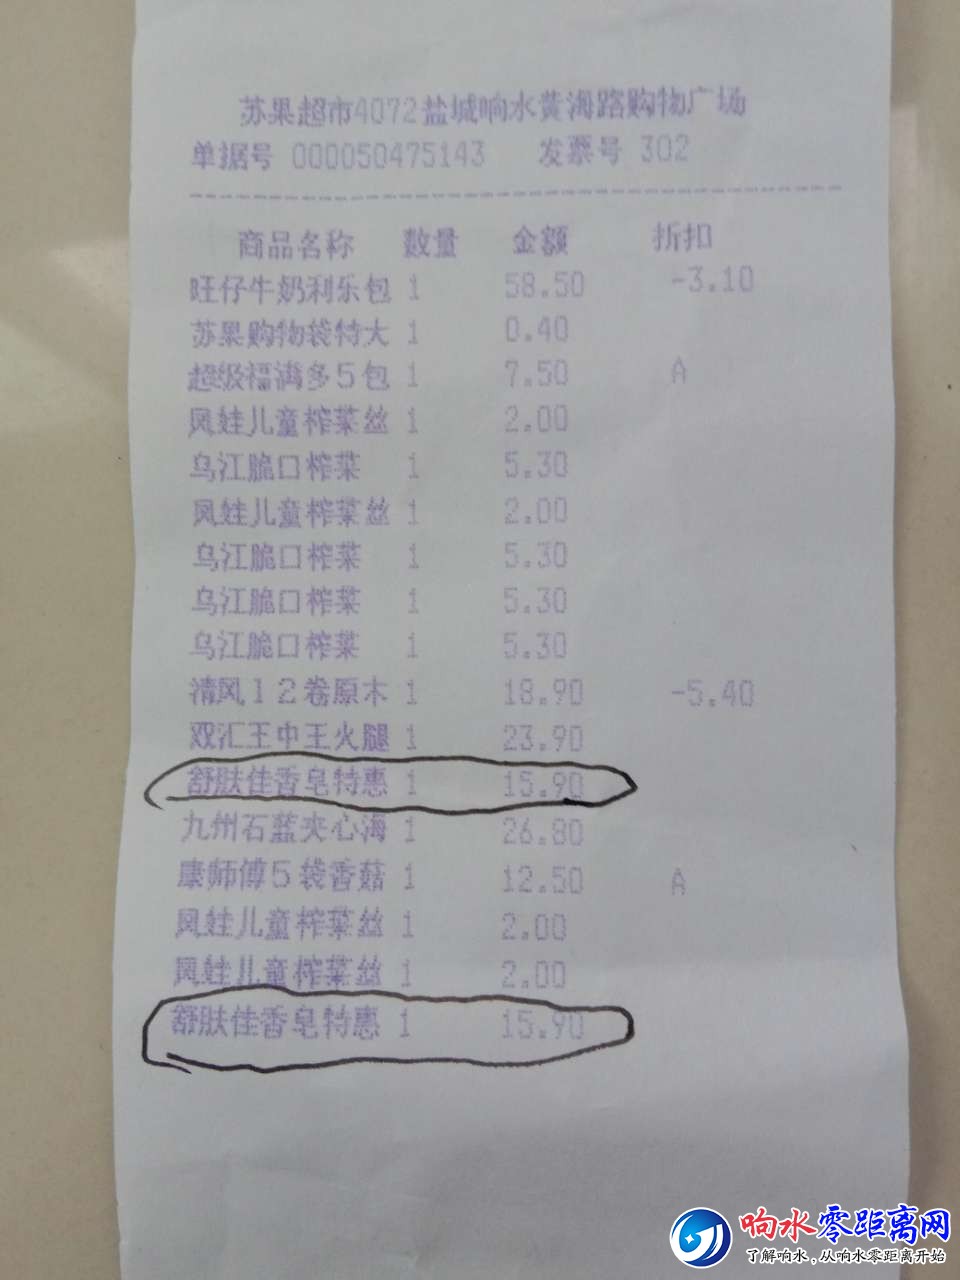 苏果超市4072盐城响水黄海路购物广场
单据号 000050475143 发票号 302
商品名称 数量 金额 折扣
旺仔牛奶利乐包 1 58.50 -3.10
苏果购物袋特大 1 0.40
超级福满多5包 1 7.50 A
凤娃儿童榨菜丝 1 2.00
乌江脆口榨菜 1 5.30
凤娃儿童榨菜丝 1 2.00
乌江脆口榨菜 1 5.30
乌江脆口榨菜 1 5.30
乌江脆口榨菜 1 5.30
清风12卷原木 1 18.90 -5.40
双汇王中王火腿 1 23.90
舒肤佳香皂特惠 1 15.90
九州石蓝夹心海 1 26.80
康师傅5袋香菇 1 12.50 A
凤娃儿童榨菜丝 1 2.00
凤娃儿童榨菜丝 1 2.00
舒肤佳香皂特惠 1 15.90
响水零距离网
了解响水,从响水零距离开始